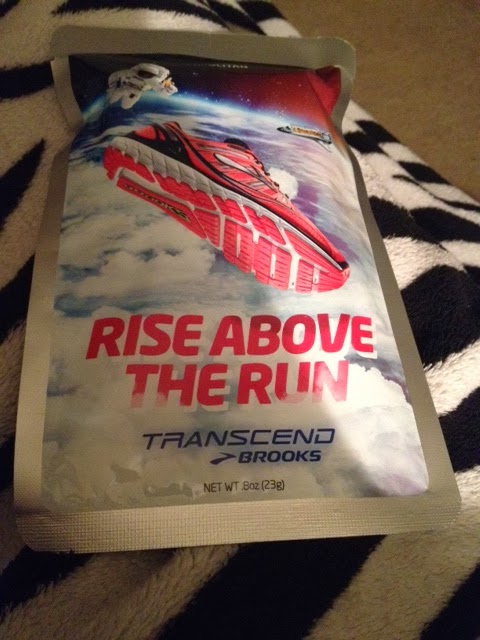 RISE ABOVE
THE RUN
TRANSCEND
BROOKS
NET WT .8oz (23g)